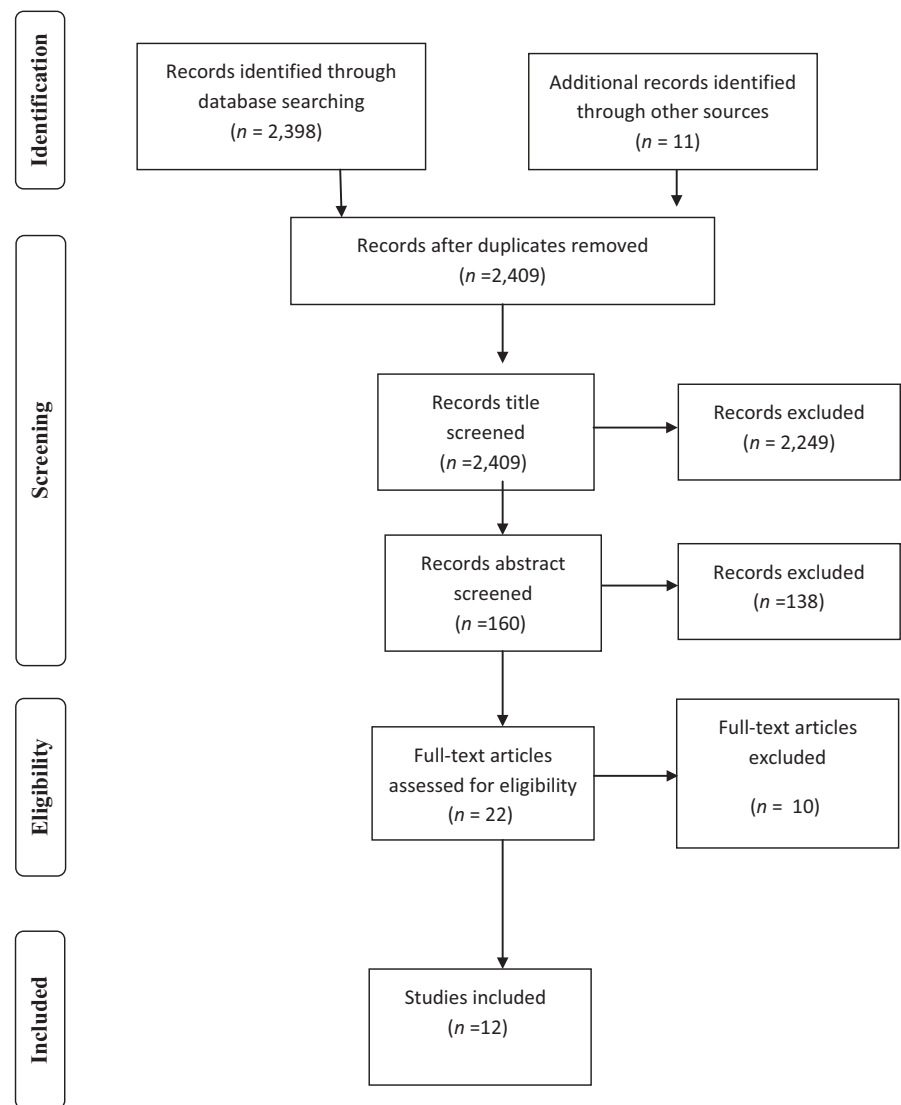 Identification
Records identified through
database searching
(n = 2,398)
Additional records identified
through other sources
(n = 11)
Screening
Records after duplicates removed
(n =2,409)
Records title
screened
(n =2,409)
Records excluded
(n = 2,249)
Records abstract
screened
(n =160)
Records excluded
(n =138)
Eligibility
Full-text articles
assessed for eligibility
(n = 22)
Full-text articles
excluded
(n = 10)
Included
Studies included
(n =12)